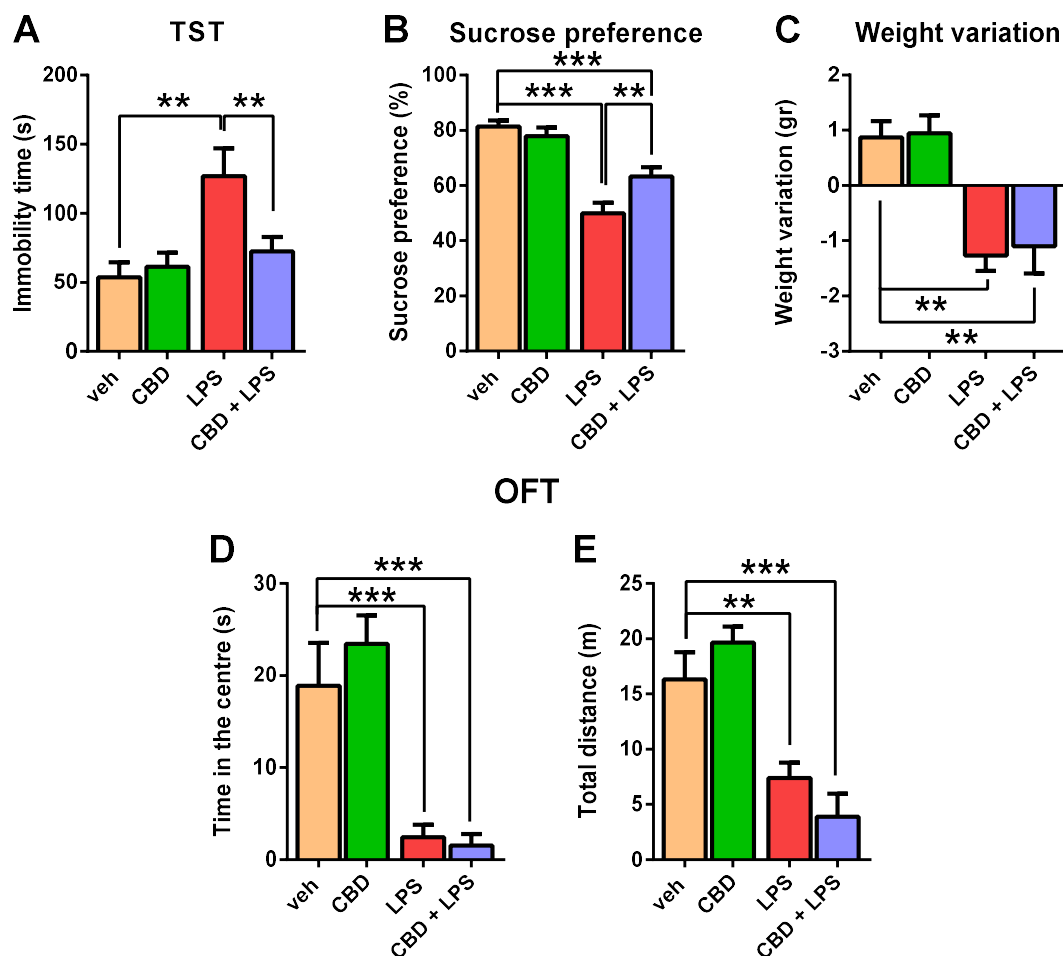 A
TST
Immobility time (s)
200
150
100
50
0
**
**
veh
CBD
LPS
CBD + LPS
B
Sucrose preference
Sucrose preference (%)
100
80
60
40
20
0
***
***
**
veh
CBD
LPS
CBD + LPS
C
Weight variation
Weight variation (gr)
2
1
0
-1
-2
-3
**
**
veh
CBD
LPS
CBD + LPS
OFT
D
Time in the centre (s)
30
20
10
0
***
***
veh
CBD
LPS
CBD + LPS
E
Total distance (m)
25
20
15
10
5
0
***
**
veh
CBD
LPS
CBD + LPS